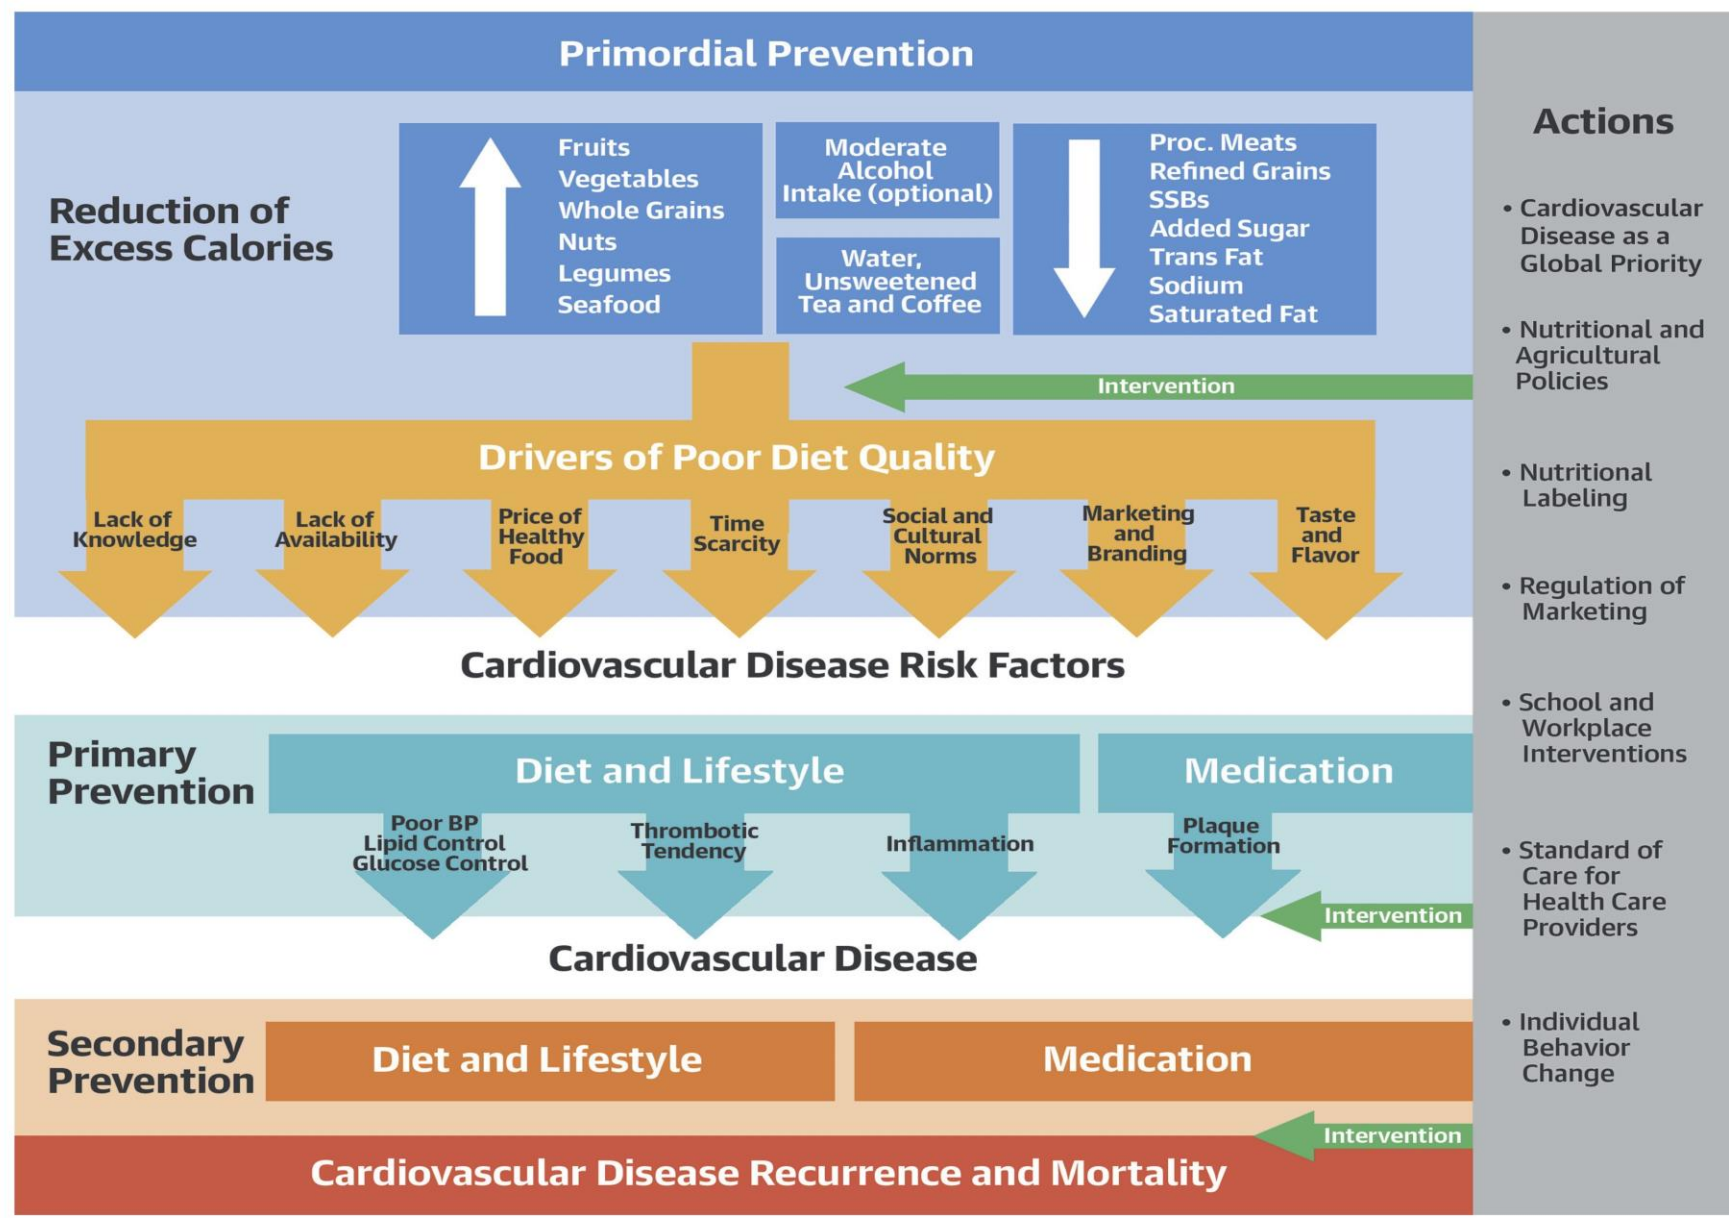 Primordial Prevention
Reduction of
Excess Calories
Fruits
Vegetables
Whole Grains
Nuts
Legumes
Seafood
Moderate
Alcohol
Intake (optional)
Water,
Unsweetened
Tea and Coffee
Proc. Meats
Refined Grains
SSBs
Added Sugar
Trans Fat
Sodium
Saturated Fat
Intervention
Drivers of Poor Diet Quality
Lack of
Knowledge
Lack of
Availability
Price of
Healthy
Food
Time
Scarcity
Social and
Cultural
Norms
Marketing
and
Branding
Taste
and
Flavor
Cardiovascular Disease Risk Factors
Primary
Prevention
Diet and Lifestyle
Medication
Poor BP
Lipid Control
Glucose Control
Thrombotic
Tendency
Inflammation
Plaque
Formation
Intervention
Cardiovascular Disease
Secondary
Prevention
Diet and Lifestyle
Medication
Intervention
Cardiovascular Disease Recurrence and Mortality
Actions
• Cardiovascular
Disease as a
Global Priority
• Nutritional and
Agricultural
Policies
• Nutritional
Labeling
• Regulation of
Marketing
• School and
Workplace
Interventions
• Standard of
Care for
Health Care
Providers
• Individual
Behavior
Change